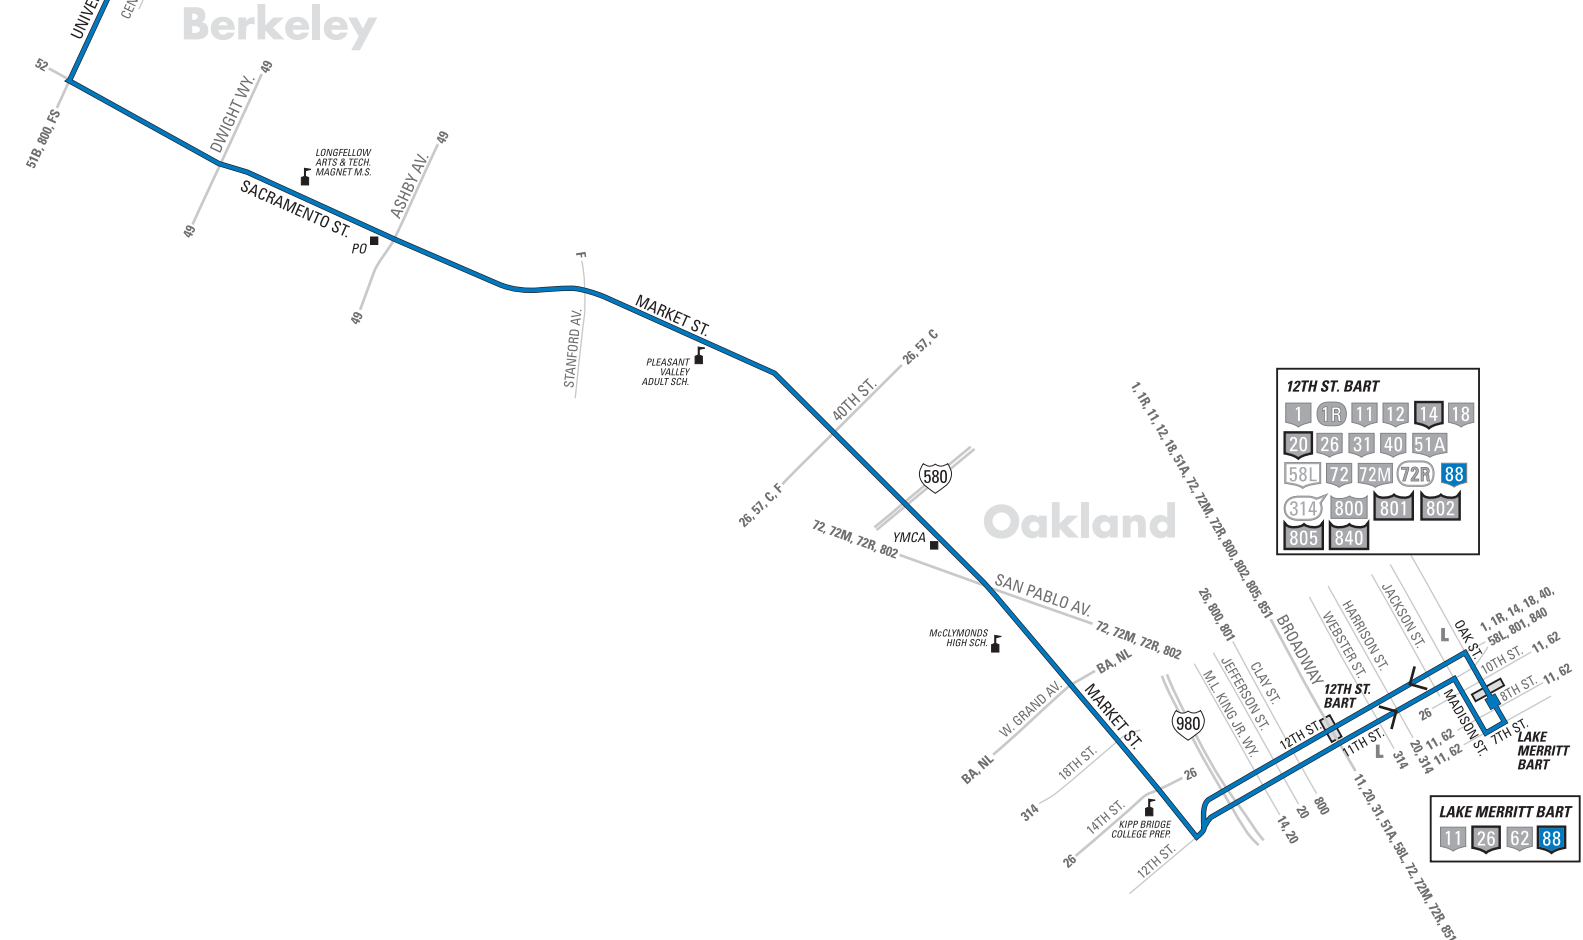 Berkeley
UNIVER
CEN
52
51B, 800, FS
DWIGHT WY.
49
49
LONGFELLOW
ARTS & TECH.
MAGNET M.S.
SACRAMENTO ST.
PO
ASHBY AV.
49
49
F
STANFORD AV.
MARKET ST.
PLEASANT
VALLEY
ADULT SCH.
40TH ST.
26, 57, C
26, 57, C, F
580
YMCA
Oakland
72, 72M, 72R, 802
SAN PABLO AV.
72, 72M, 72R, 802
McCLYMONDS
HIGH SCH.
BA, NL
W. GRAND AV.
BA, NL
MARKET ST.
18TH ST.
314
14TH ST.
26
26
KIPP BRIDGE
COLLEGE PREP.
12TH ST.
980
M.L. KING JR. WY.
14, 20
JEFFERSON ST.
20
CLAY ST.
26, 800, 801
800
1, 1R, 11, 12, 18, 51A, 72, 72M, 72R, 800, 802, 805, 851
BROADWAY
11, 20, 31, 51A, 58L, 72, 72M, 72R, 851
12TH ST.
BART
12TH ST.
11TH ST.
L
WEBSTER ST.
314
HARRISON ST.
20, 314
JACKSON ST.
26
L
OAK ST.
MADISON ST.
1, 1R, 14, 18, 40,
58L, 801, 840
10TH ST.
11, 62
11, 62
8TH ST.
11, 62
11, 62
7TH ST.
LAKE
MERRITT
BART
12TH ST. BART
1 1R 11 12 14 18
20 26 31 40 51A
58L 72 72M 72R 88
314 800 801 802
805 840
LAKE MERRITT BART
11 26 62 88